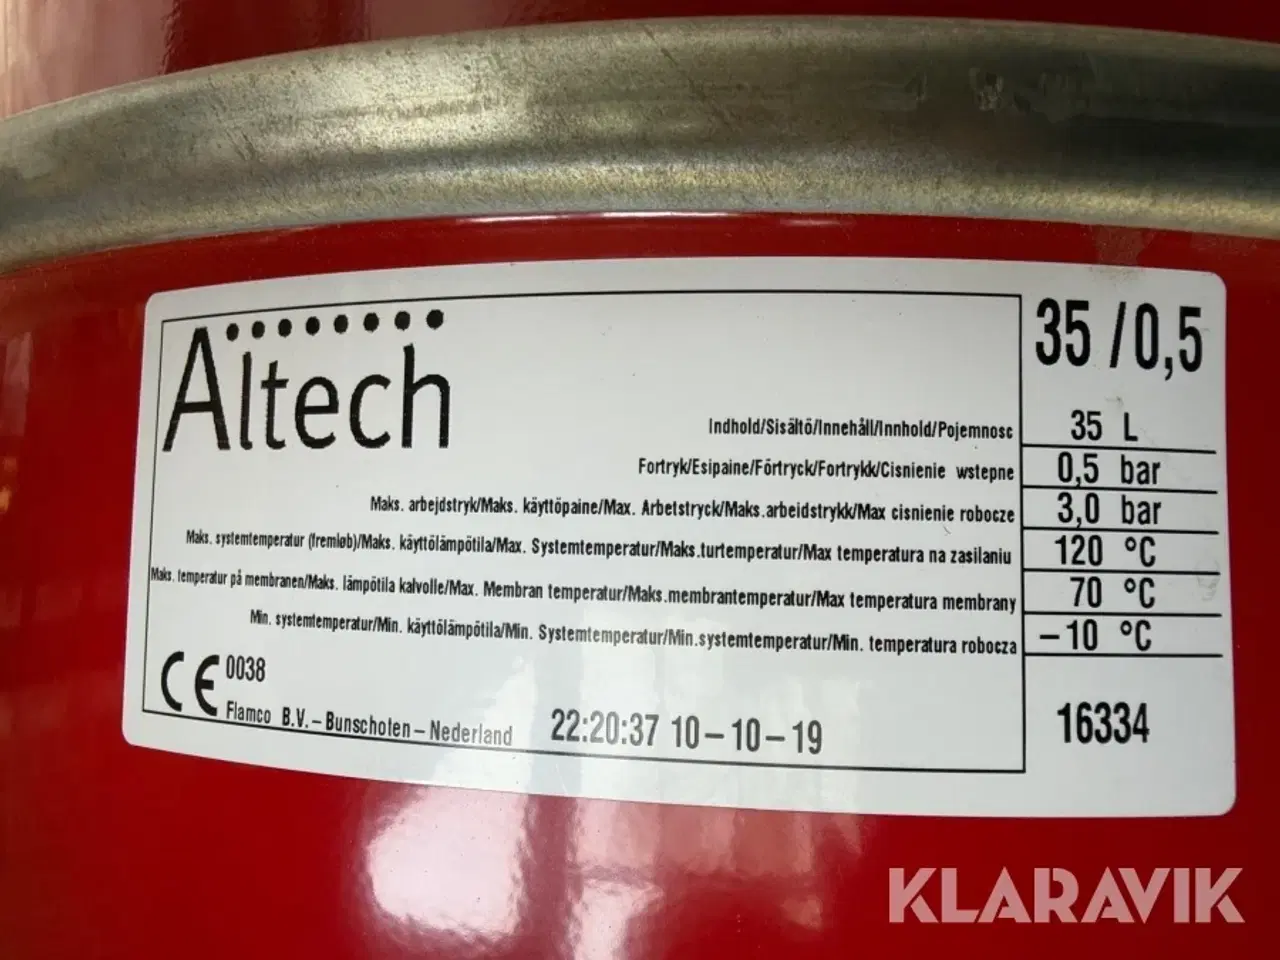 Altech
35 / 0,5
Indhold/Sisältö/Innehåll/Innhold/Pojemnosc 35 L
Fortryk/Esipaine/Förtryck/Fortrykk/Cisnienie wstepne 0,5 bar
Maks. arbejdstryk/Maks. käyttöpaine/Max. Arbetstryck/Maks.arbeidstrykk/Max cisnienie robocze 3,0 bar
Maks. systemtemperatur (fremløb)/Maks. käyttölämpötila/Max. Systemtemperatur/Maks.turtemperatur/Max temperatura na zasilaniu 120 °C
Maks. temperatur på membranen/Maks. lämpötila kalvolle/Max. Membran temperatur/Maks.membrantemperatur/Max temperatura membrany 70 °C
Min. systemtemperatur/Min. käyttölämpötila/Min. Systemtemperatur/Min.systemtemperatur/Min. temperatura robocza –10 °C
CE 0038
Flamco B.V. – Bunschoten – Nederland 22:20:37 10–10–19
16334
KLARAVIK